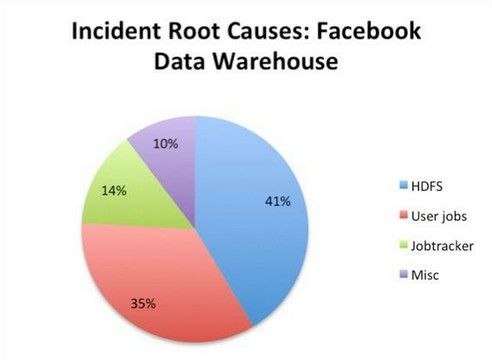 Incident Root Causes: Facebook
Data Warehouse
10%
41%
14%
35%
HDFS
User jobs
Jobtracker
Misc